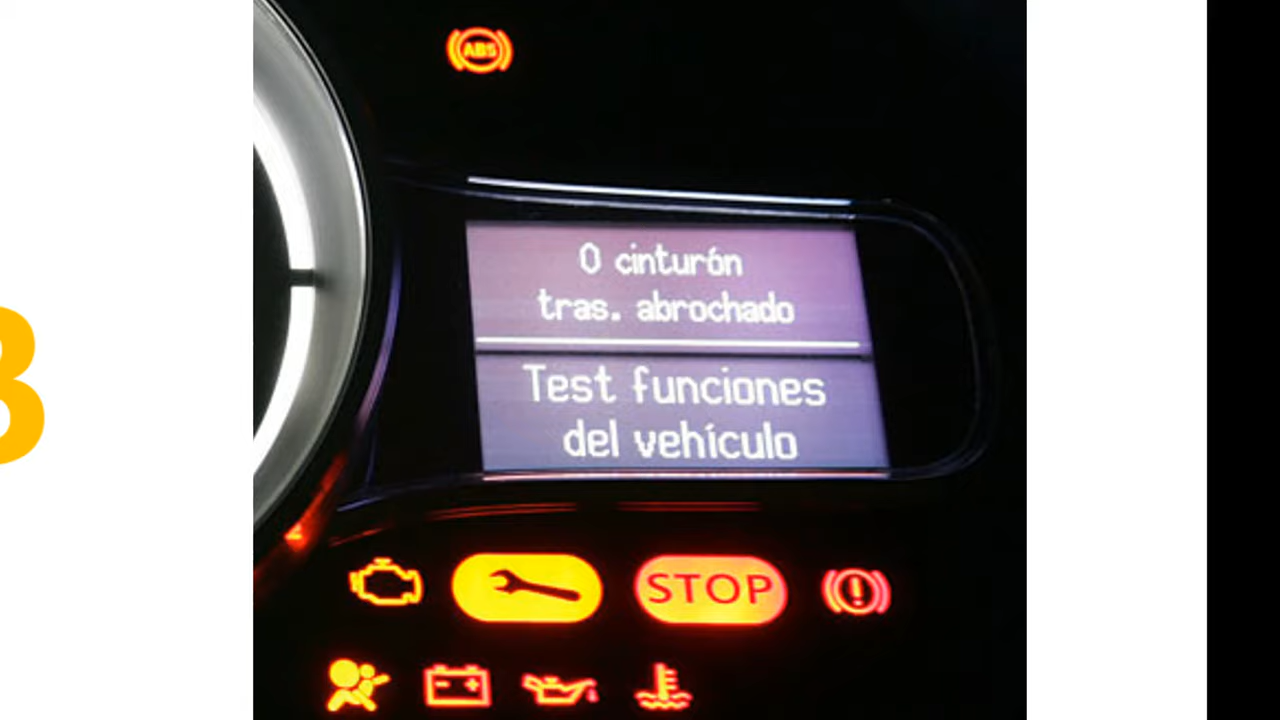 ABS
0 cinturón
tras. abrochado
Test funciones
del vehículo
STOP